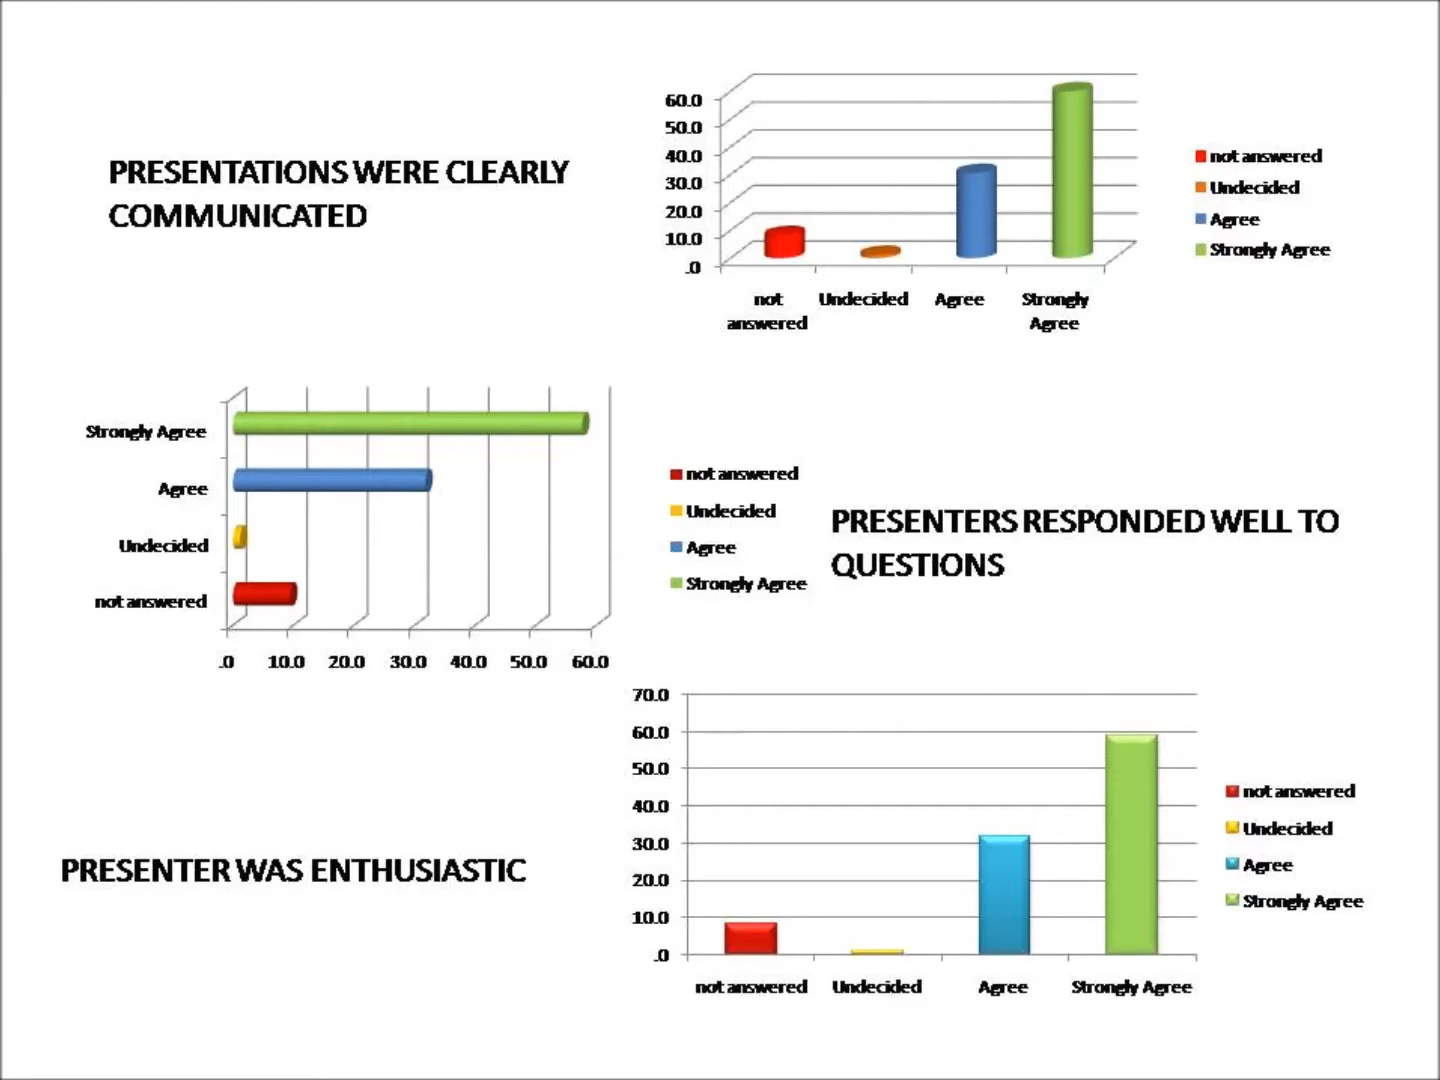 PRESENTATIONS WERE CLEARLY
COMMUNICATED
60.0
50.0
40.0
30.0
20.0
10.0
.0
not answered
Undecided
Agree
Strongly Agree
not
answered
Undecided
Agree
Strongly
Agree
Strongly Agree
Agree
Undecided
not answered
.0 10.0 20.0 30.0 40.0 50.0 60.0
not answered
Undecided
Agree
Strongly Agree
PRESENTERS RESPONDED WELL TO
QUESTIONS
PRESENTER WAS ENTHUSIASTIC
70.0
60.0
50.0
40.0
30.0
20.0
10.0
.0
not answered Undecided Agree Strongly Agree
not answered
Undecided
Agree
Strongly Agree